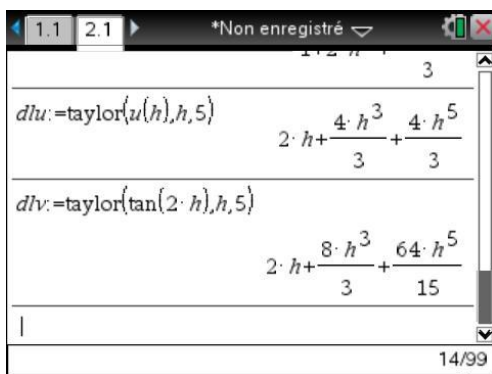 1.1 2.1 *Non enregistré
3
dlu:=taylor(u(h),h,5)
2·h+4·h^3/3+4·h^5/3
dlv:=taylor(tan(2·h),h,5)
2·h+8·h^3/3+64·h^5/15
14/99